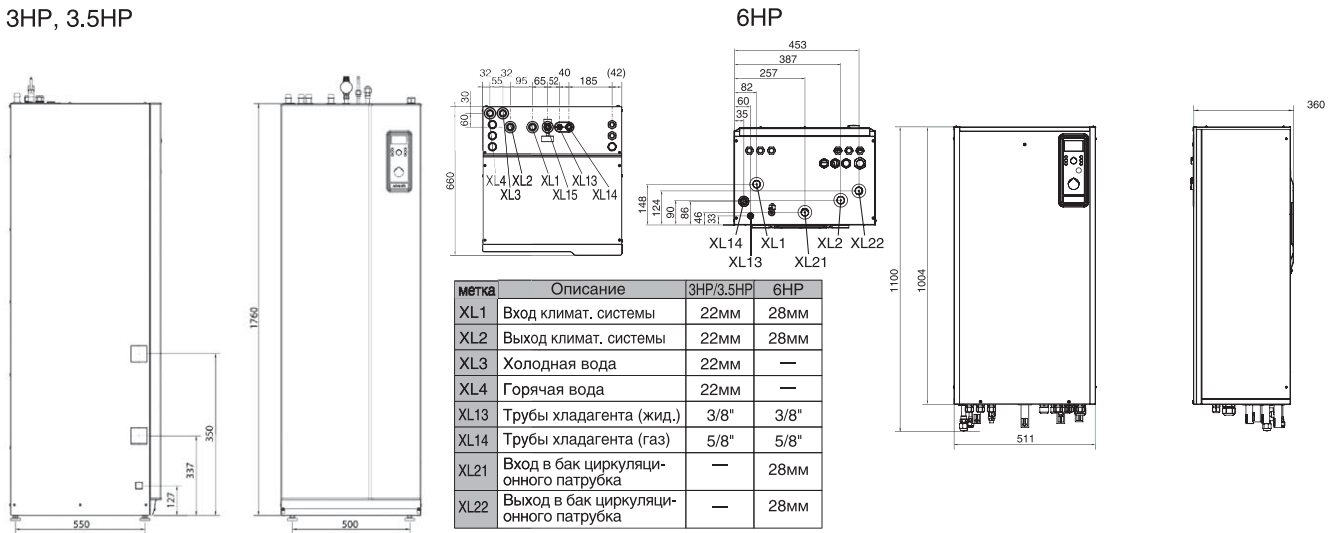 3HP, 3.5HP
6HP
32 32 40 (42)
55 95 65 52 185
30
60
660
XL4 XL2 XL1 XL13
XL3 XL15 XL14
453
387
257
82
60
35
148
124
90
86
46
33
XL14 XL1 XL2 XL22
XL13 XL21
360
1100
1004
511
1760
350
337
127
550
500
метка Описание 3HP/3.5HP 6HP
XL1 Вход климат. системы 22мм 28мм
XL2 Выход климат. системы 22мм 28мм
XL3 Холодная вода 22мм —
XL4 Горячая вода 22мм —
XL13 Трубы хладагента (жид.) 3/8" 3/8"
XL14 Трубы хладагента (газ) 5/8" 5/8"
XL21 Вход в бак циркуляци-
онного патрубка — 28мм
XL22 Выход в бак циркуляци-
онного патрубка — 28мм